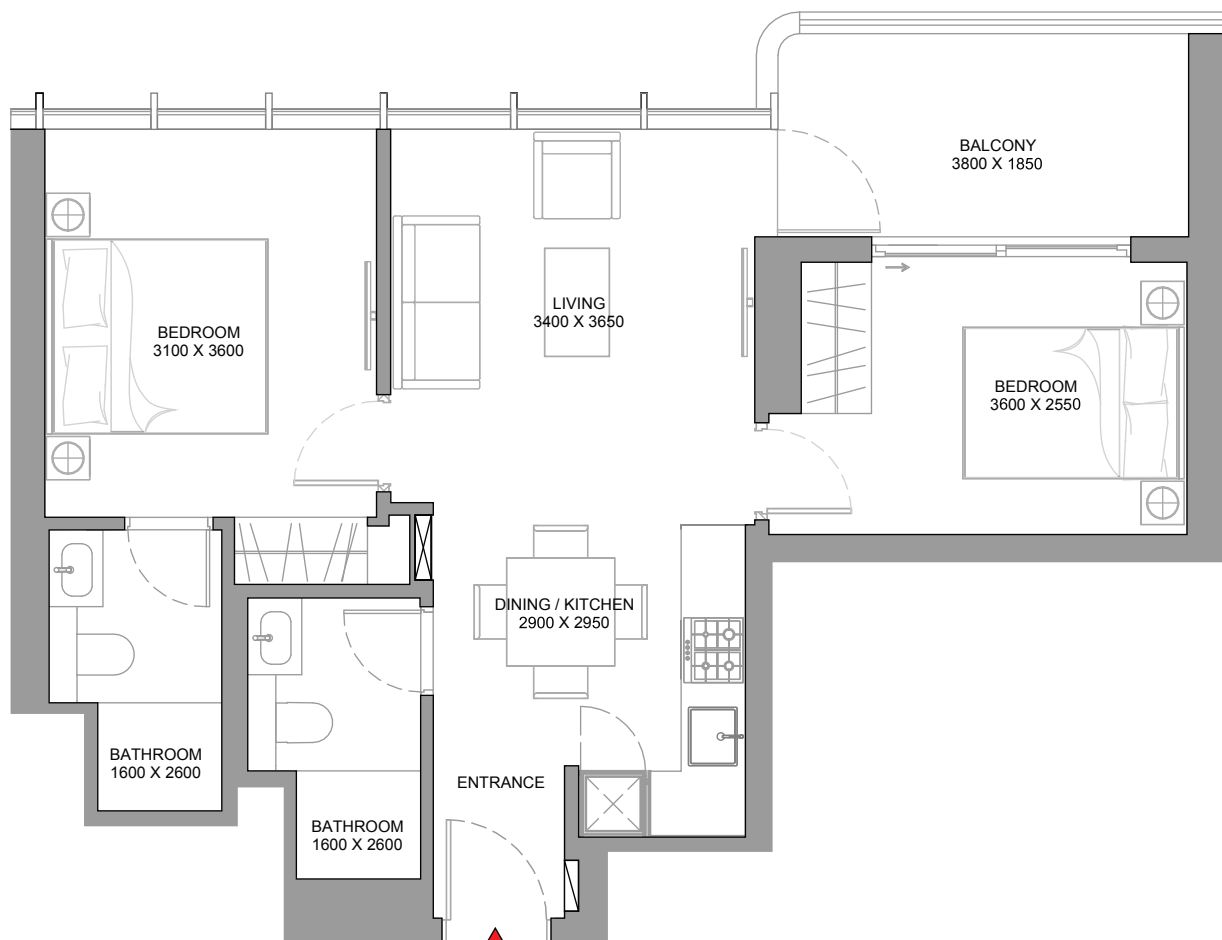 BALCONY
3800 X 1850
LIVING
3400 X 3650
BEDROOM
3100 X 3600
BEDROOM
3600 X 2550
DINING / KITCHEN
2900 X 2950
BATHROOM
1600 X 2600
ENTRANCE
BATHROOM
1600 X 2600